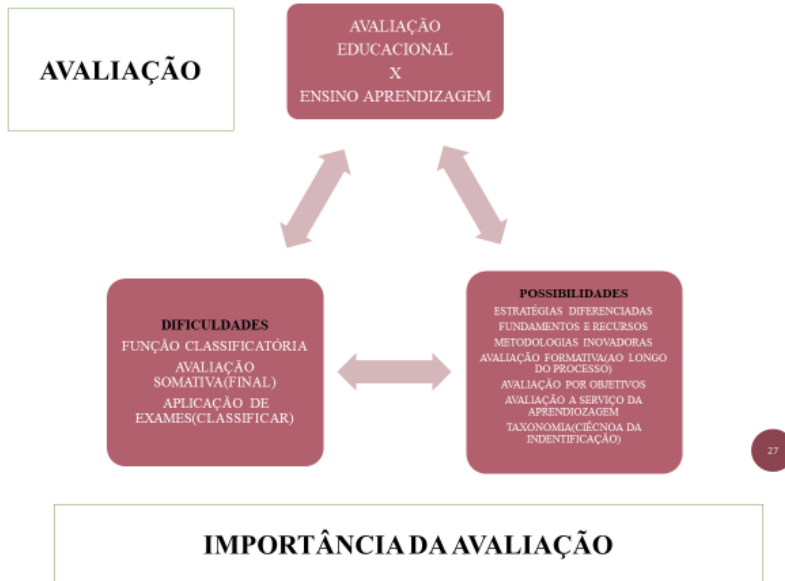 AVALIAÇÃO
AVALIAÇÃO
EDUCACIONAL
X
ENSINO APRENDIZAGEM
DIFICULDADES
FUNÇÃO CLASSIFICATÓRIA
AVALIAÇÃO
SOMATIVA(FINAL)
APLICAÇÃO DE
EXAMES(CLASSIFICAR)
POSSIBILIDADES
ESTRATÉGIAS DIFERENCIADAS
FUNDAMENTOS E RECURSOS
METODOLOGIAS INOVADORAS
AVALIAÇÃO FORMATIVA(AO LONGO
DO PROCESSO)
AVALIAÇÃO POR OBJETIVOS
AVALIAÇÃO A SERVIÇO DA
APRENDIOZAGEM
TAXONOMIA(CIÊCNOA DA
INDENTIFICAÇÃO)
27
IMPORTÂNCIA DA AVALIAÇÃO